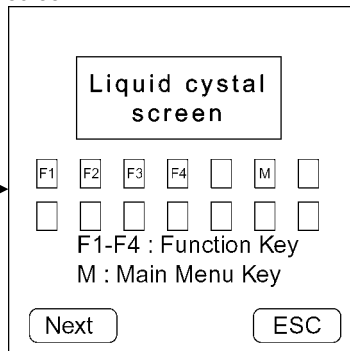 Liquid cystal
screen
F1 F2 F3 F4 M
F1-F4 : Function Key
M : Main Menu Key
Next ESC